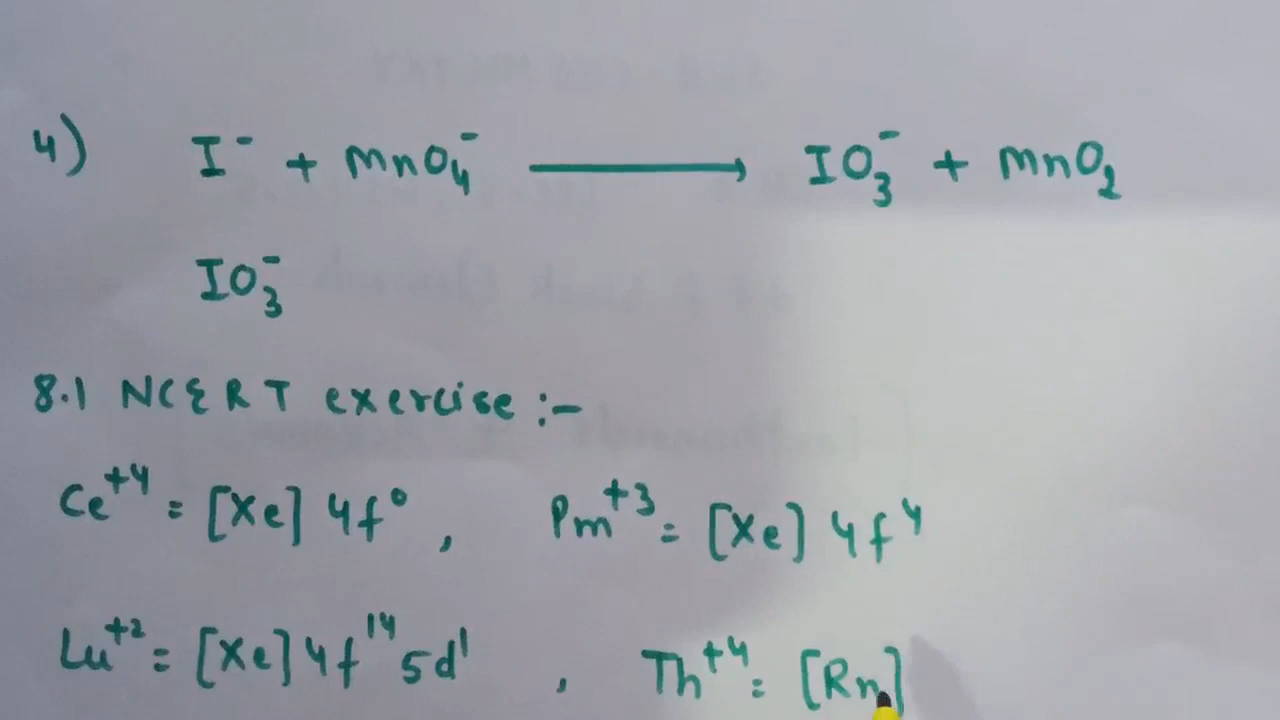 4) I⁻ + MnO₄⁻ ⟶ IO₃⁻ + MnO₂
IO₃⁻
8.1 NCERT exercise :-
Ce⁺⁴ = [Xe] 4f⁰ , Pm⁺³ = [Xe] 4f⁴
Lu⁺² = [Xe] 4f¹⁴ 5d¹ , Th⁺⁴ = [Rn]